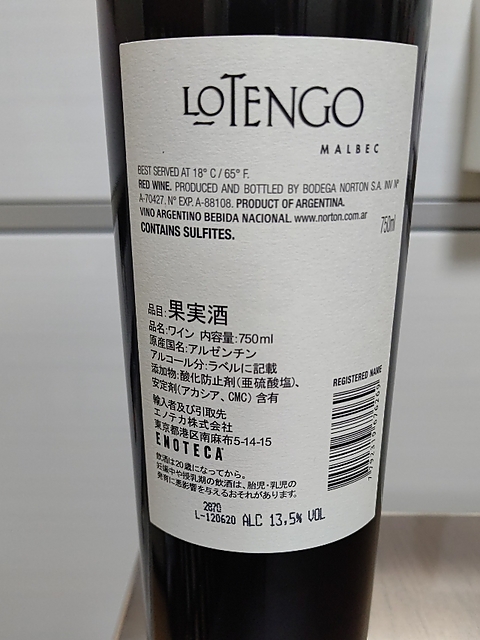 LOTENGO
MALBEC
BEST SERVED AT 18° C / 65° F.
RED WINE. PRODUCED AND BOTTLED BY BODEGA NORTON S.A. INV N°
A-70427. N° EXP. A-88108. PRODUCT OF ARGENTINA.
VINO ARGENTINO BEBIDA NACIONAL. www.norton.com.ar
750ml
CONTAINS SULFITES.
品目:果実酒
品名:ワイン 内容量:750ml
原産国名:アルゼンチン
アルコール分:ラベルに記載
添加物:酸化防止剤(亜硫酸塩)、
安定剤(アカシア、CMC) 含有
輸入者及び引取先
エノテカ株式会社
東京都港区南麻布5-14-15
ENOTECA
飲酒は20歳になってから。
妊娠中や授乳期の飲酒は、胎児・乳児の
発育に悪影響を与えるおそれがあります。
REGISTERED NAME
2870
L-120620 ALC 13,5% VOL